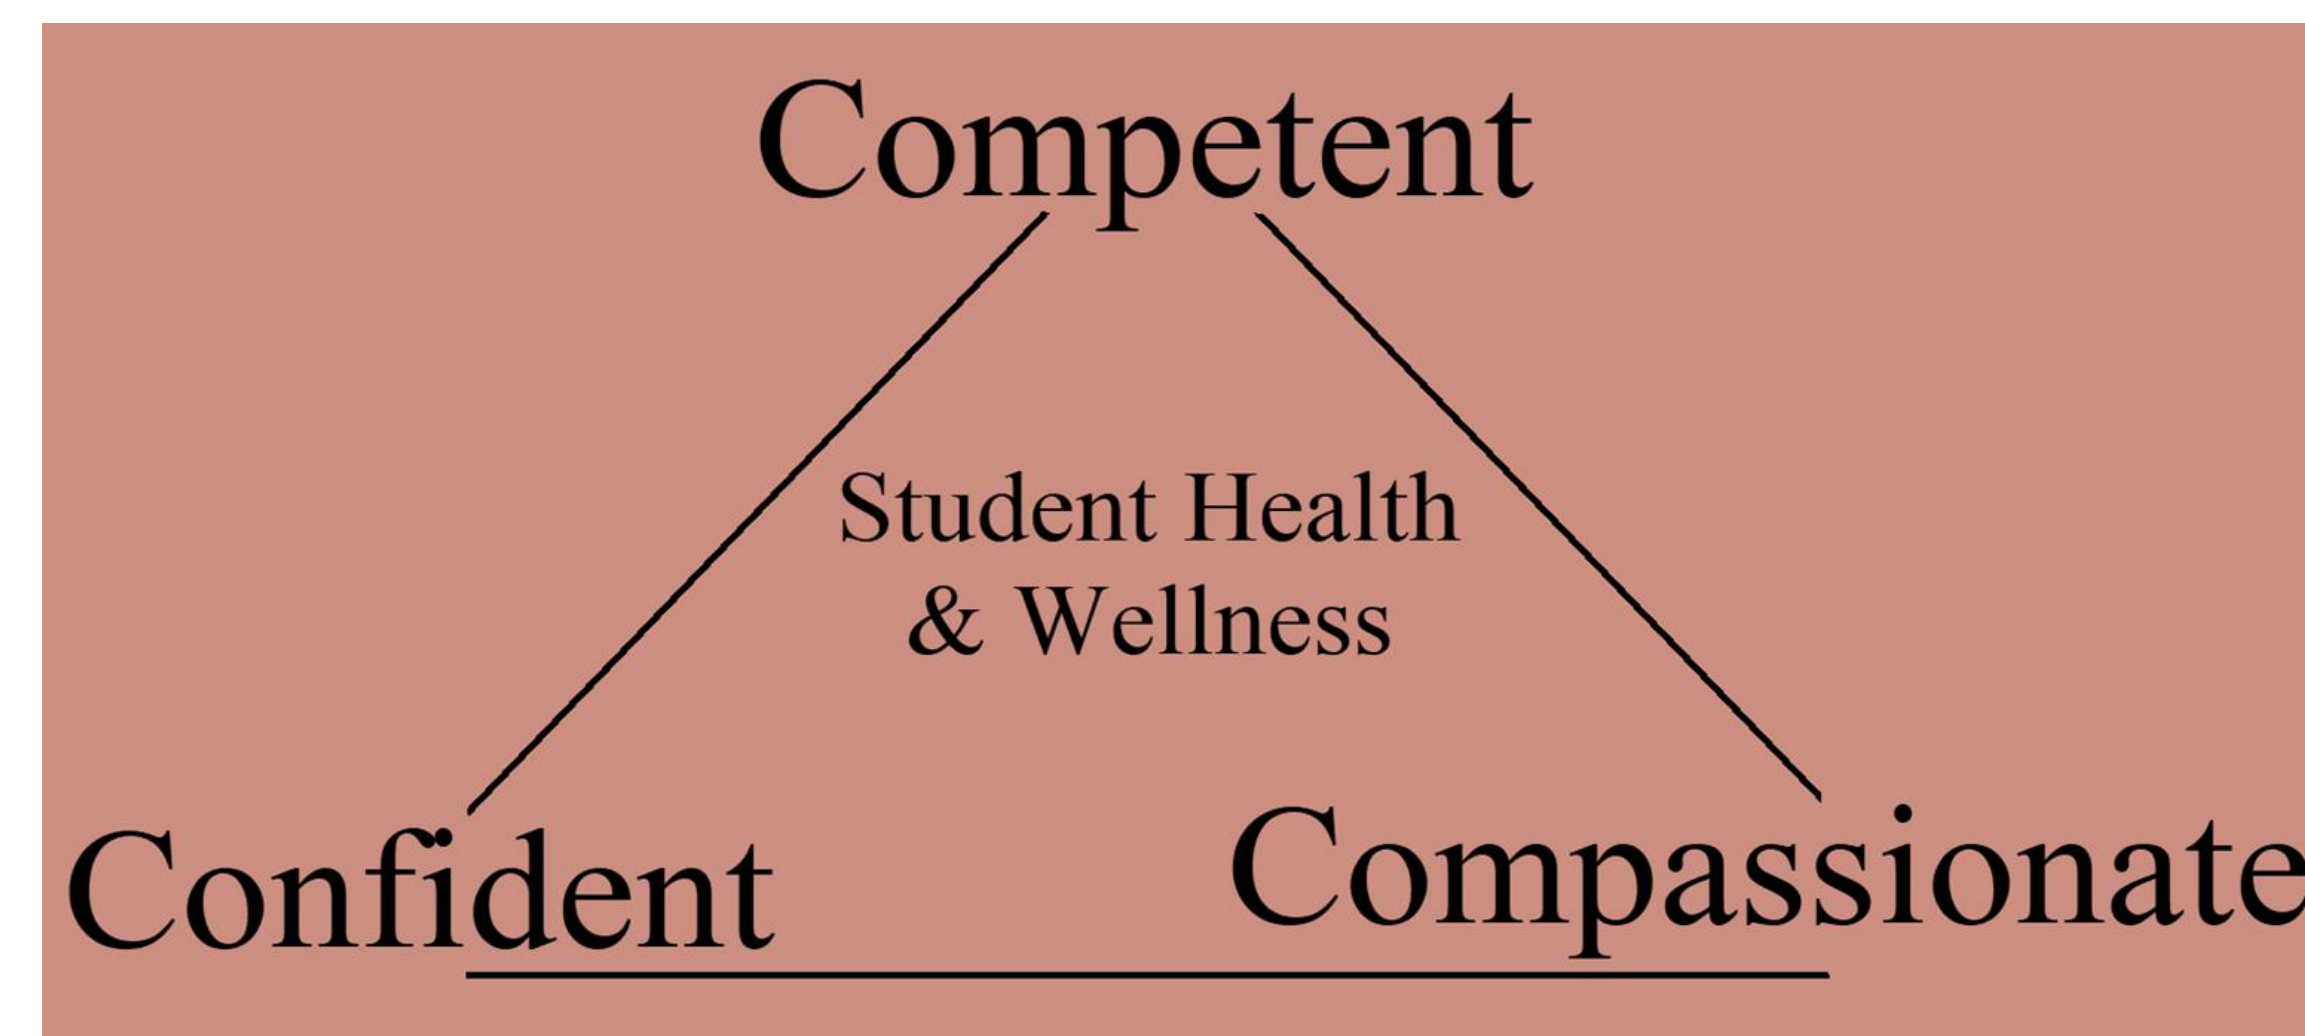 Competent
Student Health
& Wellness
Confident
Compassionate